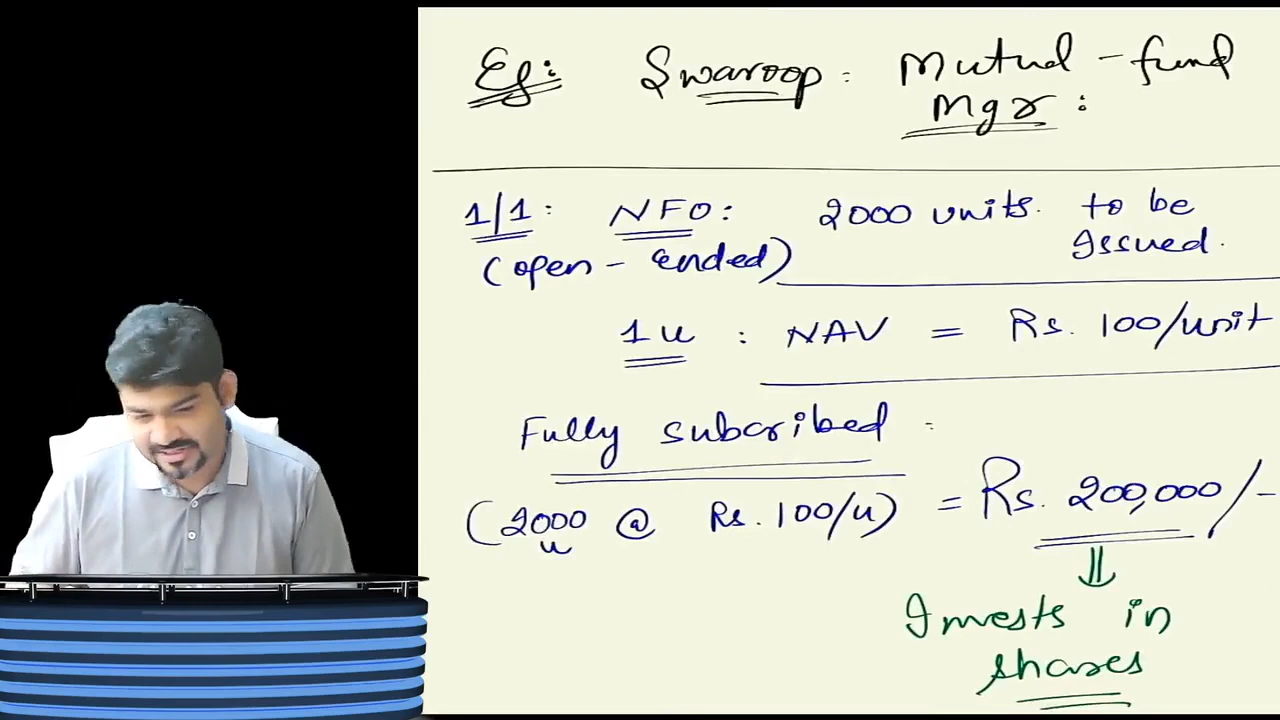 Eg: Swaroop: Mutual-fund
Mgr:
1/1: NFO: 2000 units. to be
(open-ended) Issued.
1 u : NAV = Rs. 100/unit
Fully subcribed:
(2000 @ Rs. 100/u) = Rs. 200,000/-
u
⇓
Invests in
shares